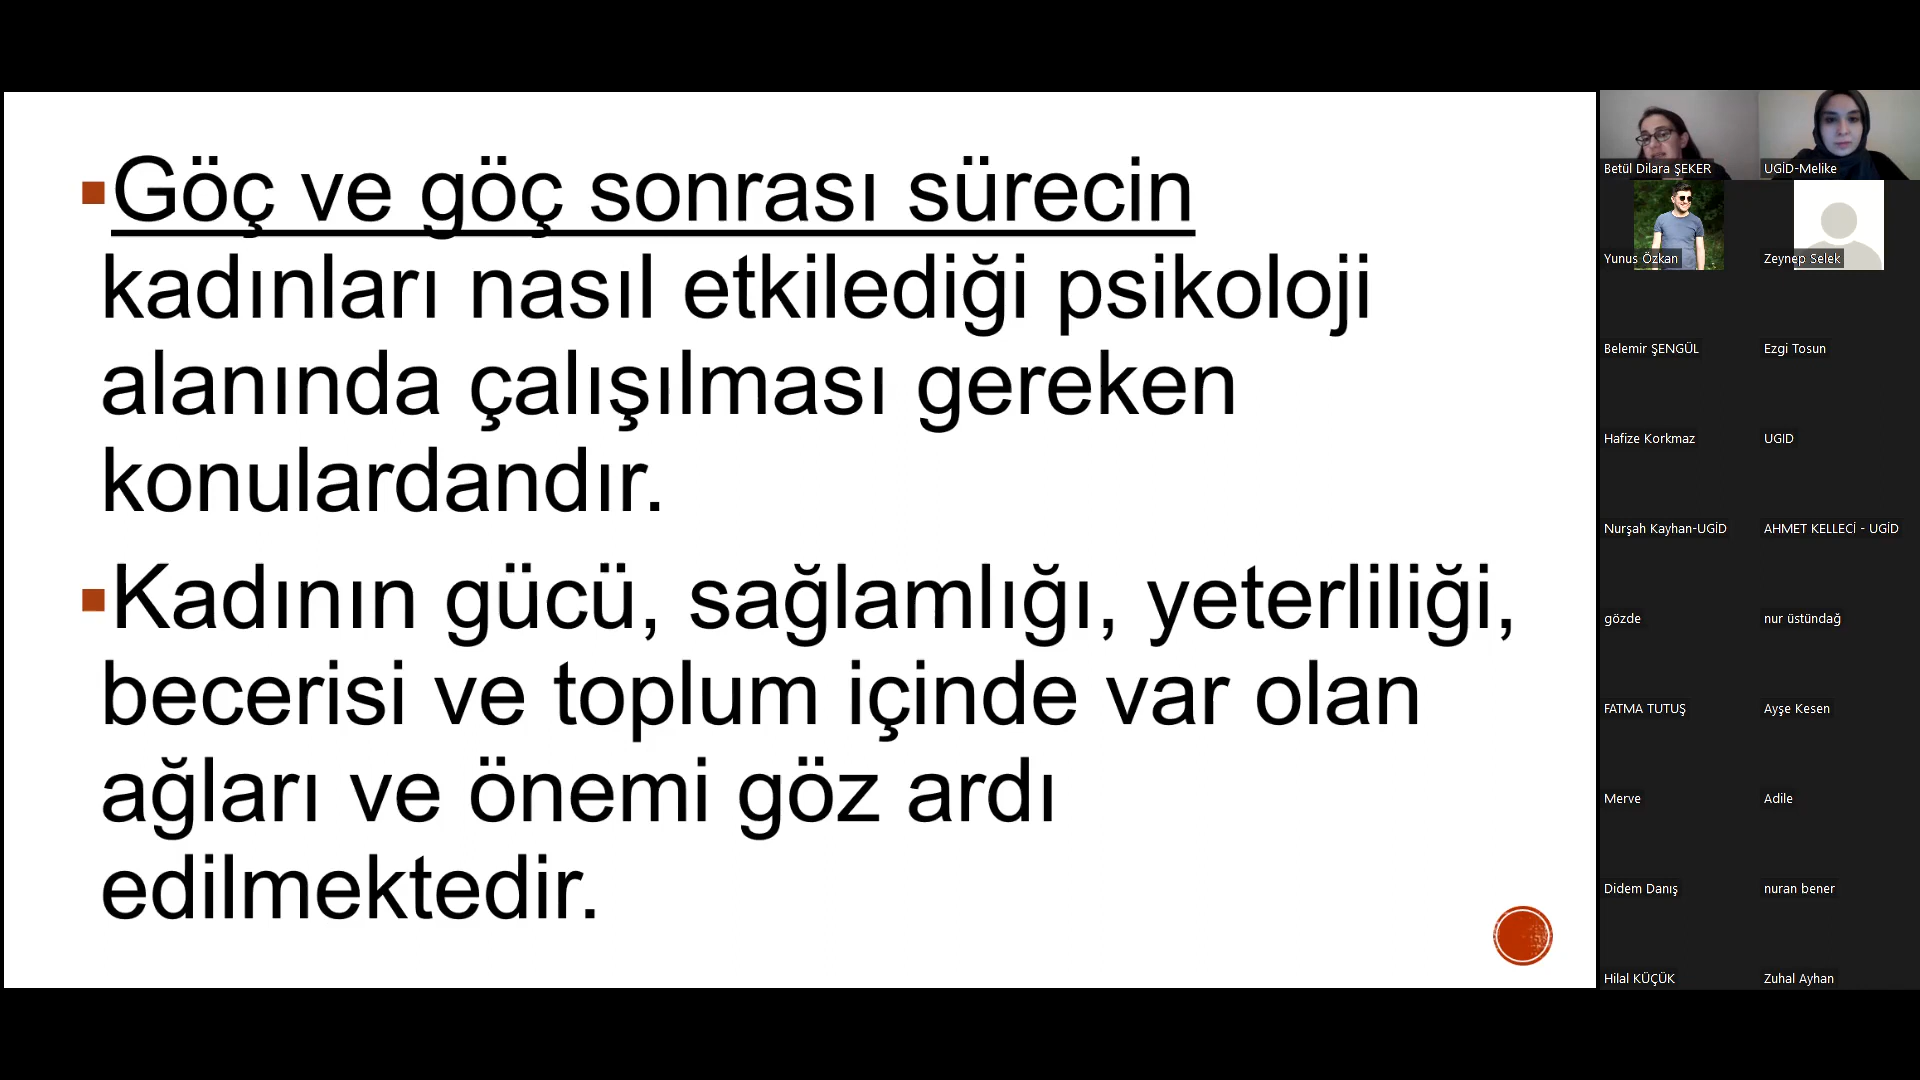 Göç ve göç sonrası sürecin
kadınları nasıl etkilediği psikoloji
alanında çalışılması gereken
konulardandır.
Kadının gücü, sağlamlığı, yeterliliği,
becerisi ve toplum içinde var olan
ağları ve önemi göz ardı
edilmektedir.
Betül Dilara ŞEKER
UGİD-Melike
Yunus Özkan
Zeynep Selek
Belemir ŞENGÜL
Ezgi Tosun
Hafize Korkmaz
UGID
Nurşah Kayhan-UGİD
AHMET KELLECİ - UGİD
gözde
nur üstündağ
FATMA TUTUŞ
Ayşe Kesen
Merve
Adile
Didem Danış
nuran bener
Hilal KÜÇÜK
Zuhal Ayhan